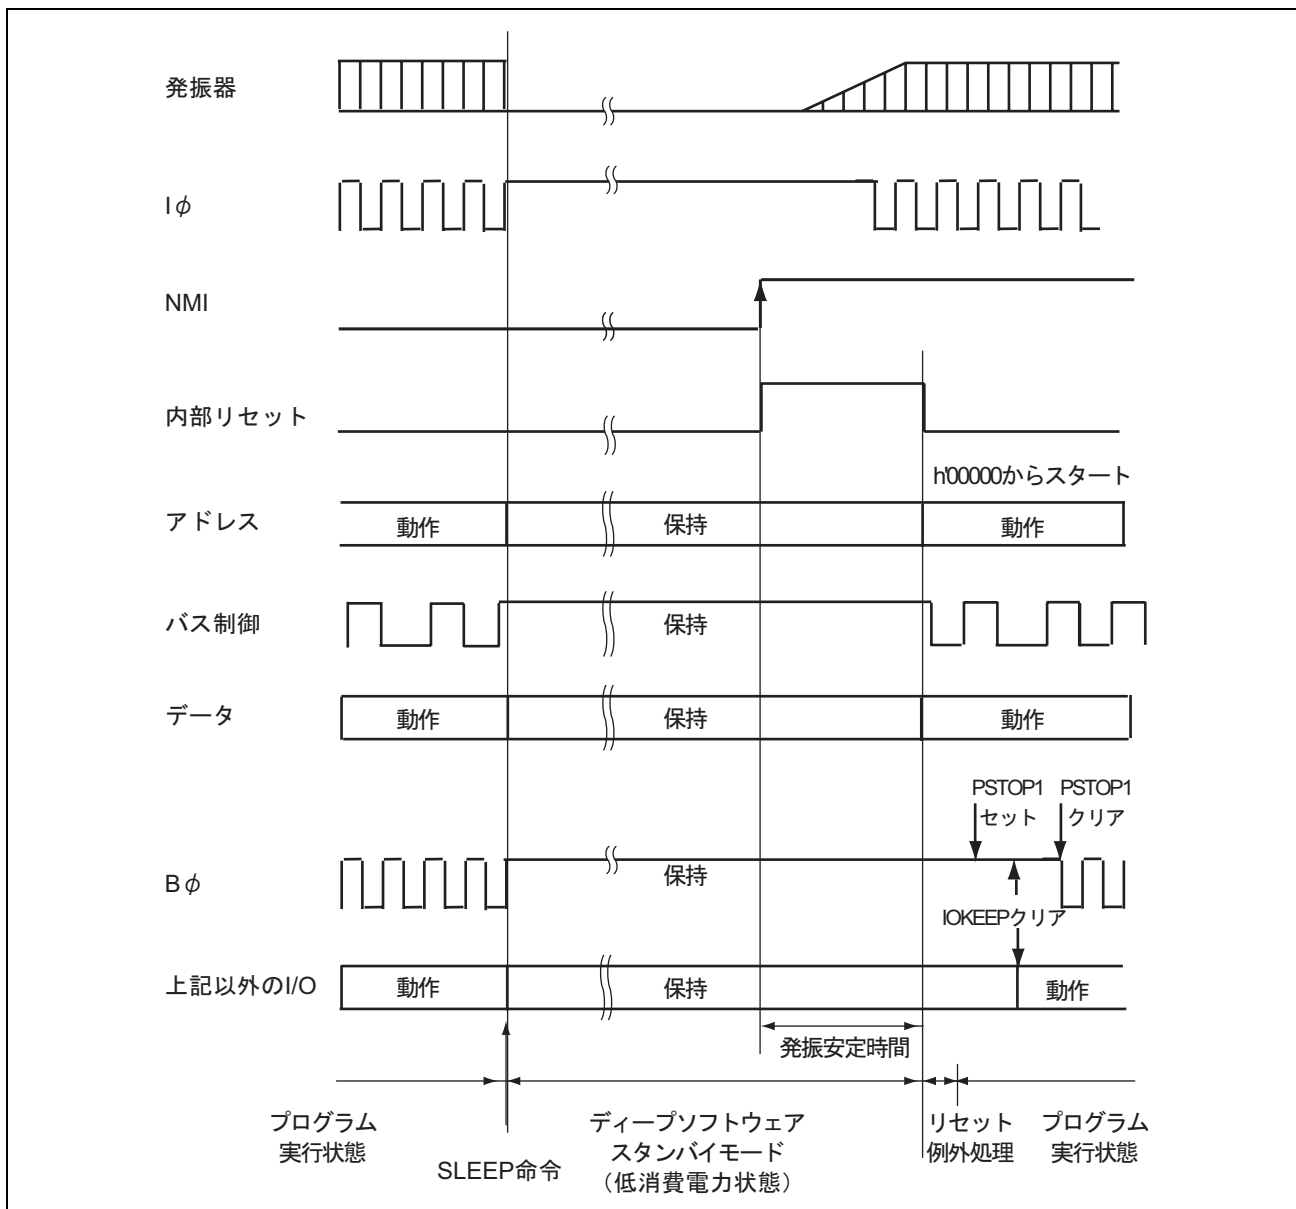 発振器
Iφ
NMI
内部リセット
h'00000からスタート
アドレス
動作
保持
動作
バス制御
保持
データ
動作
保持
動作
PSTOP1
セット
PSTOP1
クリア
Bφ
保持
IOKEEPクリア
上記以外のI/O
動作
保持
動作
発振安定時間
プログラム
実行状態
SLEEP命令
ディープソフトウェア
スタンバイモード
（低消費電力状態）
リセット
例外処理
プログラム
実行状態